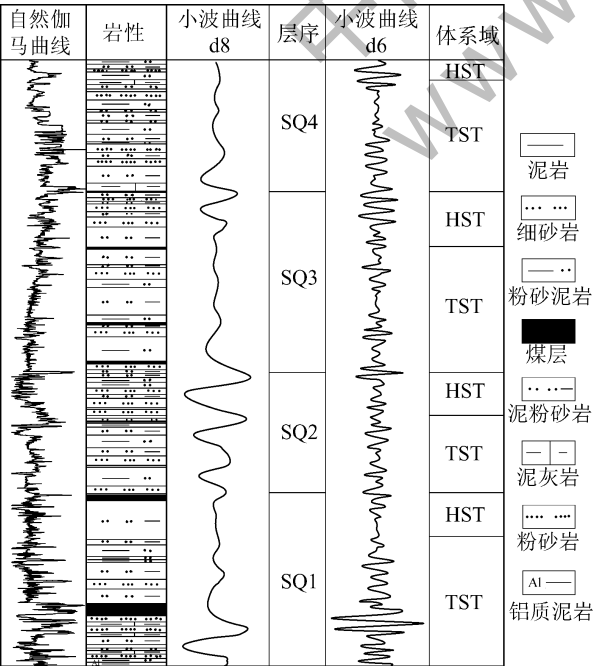 自然伽
马曲线
岩性
小波曲线
d8
层序
小波曲线
d6
体系域
HST
SQ4
TST
HST
SQ3
TST
HST
SQ2
TST
HST
SQ1
TST
Al
泥岩
细砂岩
粉砂泥岩
煤层
泥粉砂岩
泥灰岩
粉砂岩
Al
铝质泥岩